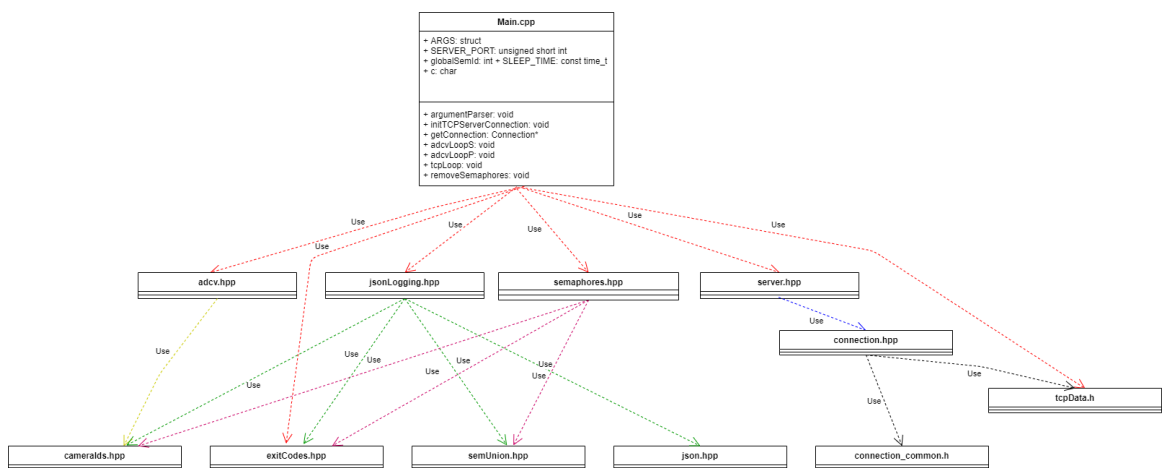 Main.cpp
+ ARGS: struct
+ SERVER_PORT: unsigned short int
+ globalSemId: int + SLEEP_TIME: const time_t
+ c: char
+ argumentParser: void
+ initTCPServerConnection: void
+ getConnection: Connection*
+ adcvLoopS: void
+ adcvLoopP: void
+ tcpLoop: void
+ removeSemaphores: void
Use
Use
Use
Use
Use
Use
adcv.hpp
jsonLogging.hpp
semaphores.hpp
server.hpp
Use
connection.hpp
Use
Use
Use
Use
Use
Use
Use
Use
Use
tcpData.h
cameraIds.hpp
exitCodes.hpp
semUnion.hpp
json.hpp
connection_common.h